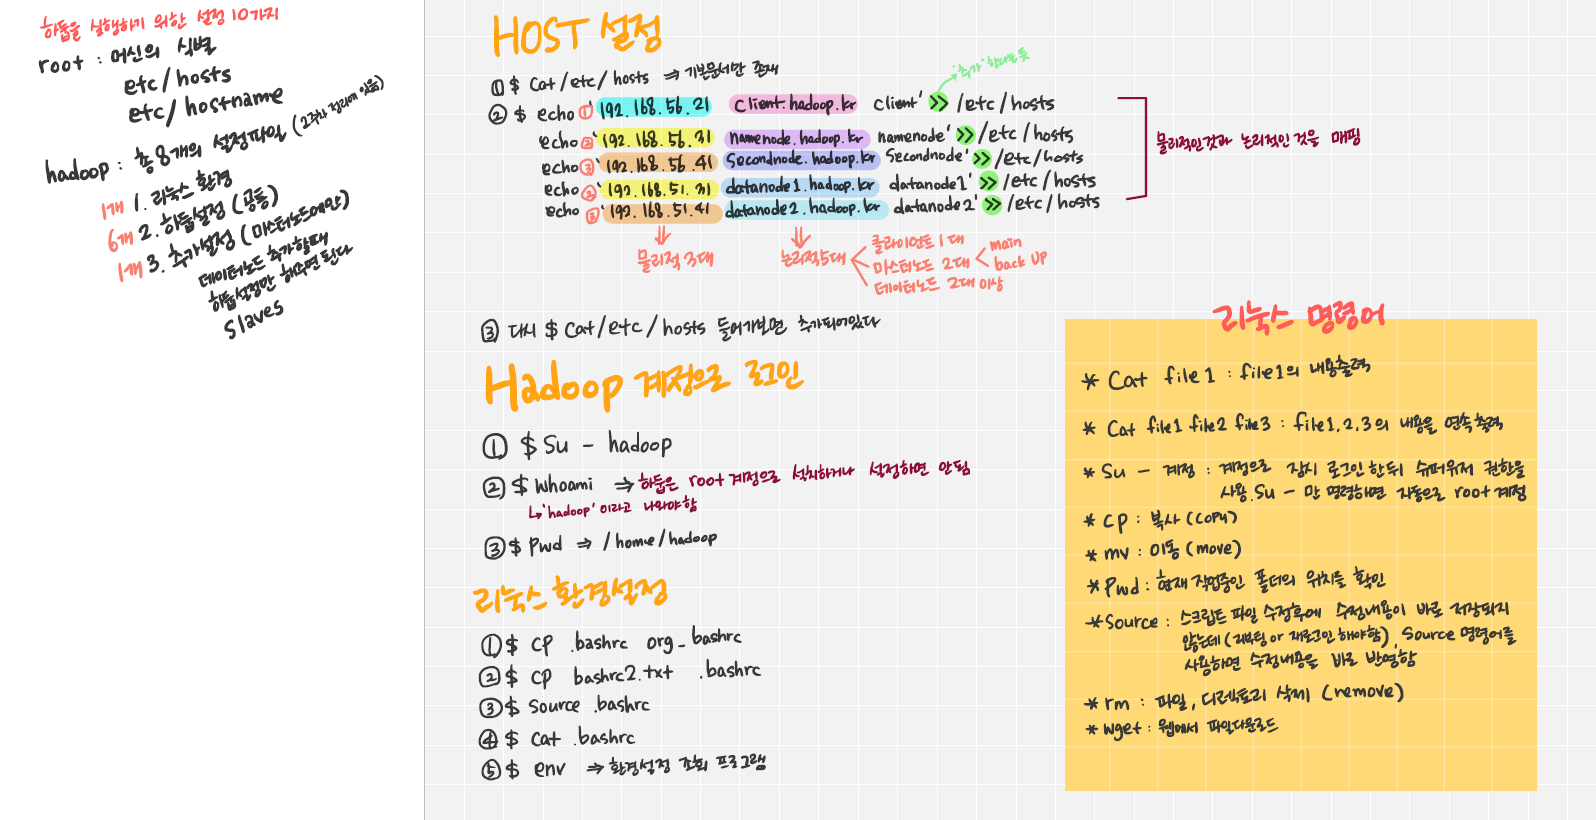 하둡을 실행하기 위한 설정 10가지
root : 머신의 식별
etc/hosts
etc/hostname
hadoop : 총 8개의 설정파일 (2주차 정리에 있음)
1개 1. 리눅스 환경
6개 2. 하둡설정 (공통)
1개 3. 추가설정 (마스터노드에만)
데이터노드 추가할때
하둡설정만 해주면 된다
Slaves
HOST 설정
① $ Cat /etc/hosts ⇒ 기본문서만 존재
'추가' 하라는 뜻
② $ echo ① '192.168.56.21 Client.hadoop.kr client' >> /etc/hosts
echo ② '192.168.56.31 namenode.hadoop.kr namenode' >> /etc/hosts
echo ③ '192.168.56.41 Secondnode.hadoop.kr Secondnode' >> /etc/hosts
echo ② '192.168.51.31 datanode1.hadoop.kr datanode1' >> /etc/hosts
echo ③ '192.168.51.41 datanode2.hadoop.kr datanode2' >> /etc/hosts
물리적인것과 논리적인 것을 매핑
물리적 3대
논리적 5대
클라이언트 1대
마스터노드 2대
main
back UP
데이터노드 2대 이상
③ 다시 $ Cat/etc/hosts 들어가보면 추가되어있다
Hadoop 계정으로 로그인
① $ Su - hadoop
② $ Whoami ⇒ 하둡은 root 계정으로 설치하거나 설정하면 안됨
↳ 'hadoop' 이라고 나와야함
③ $ Pwd ⇒ /home/hadoop
리눅스 환경설정
① $ CP .bashrc org_bashrc
② $ CP bashrc2.txt .bashrc
③ $ Source .bashrc
④ $ Cat .bashrc
⑤ $ env ⇒ 환경설정 조회 프로그램
리눅스 명령어
* Cat file1 : file1의 내용출력
* Cat file1 file2 file3 : file1,2,3의 내용을 연속출력
* Su - 계정 : 계정으로 잠시 로그인 한뒤 슈퍼유저 권한을
사용. Su - 만 명령하면 자동으로 root 계정
* CP : 복사 (copy)
* mv : 이동 (move)
* Pwd : 현재 작업중인 폴더의 위치를 확인
* Source : 스크립트 파일 수정후에 수정내용이 바로 저장되지
않는데 (리부팅 or 재로그인 해야함), Source 명령어를
사용하면 수정내용을 바로 반영함
* rm : 파일, 디렉토리 삭제 (remove)
* wget : 웹에서 파일다운로드